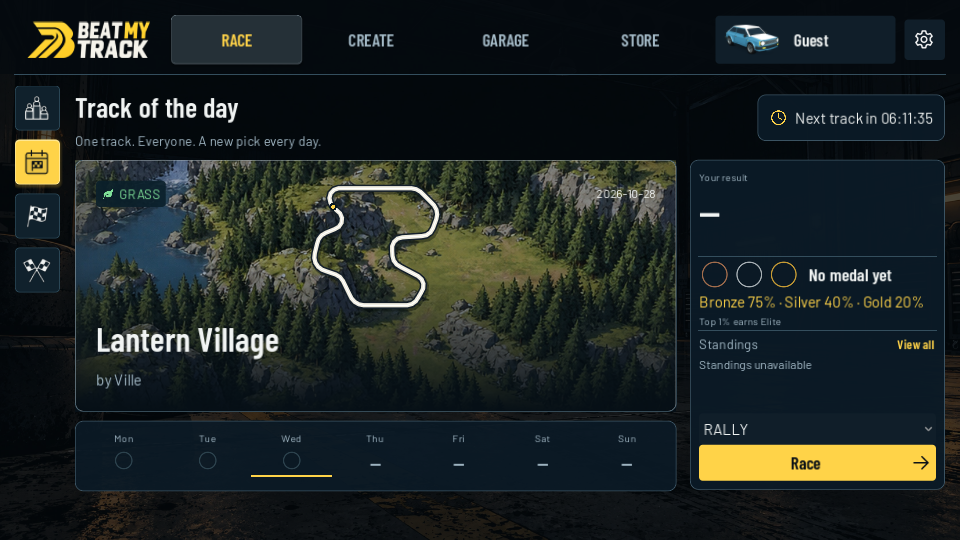 BEATMY
TRACK
RACE
CREATE
GARAGE
STORE
Guest
Track of the day
One track. Everyone. A new pick every day.
Next track in 06:11:35
GRASS
2026-10-28
Lantern Village
by Ville
Mon
Tue
Wed
Thu
Fri
Sat
Sun
Your result
No medal yet
Bronze 75% · Silver 40% · Gold 20%
Top 1% earns Elite
Standings
View all
Standings unavailable
RALLY
Race